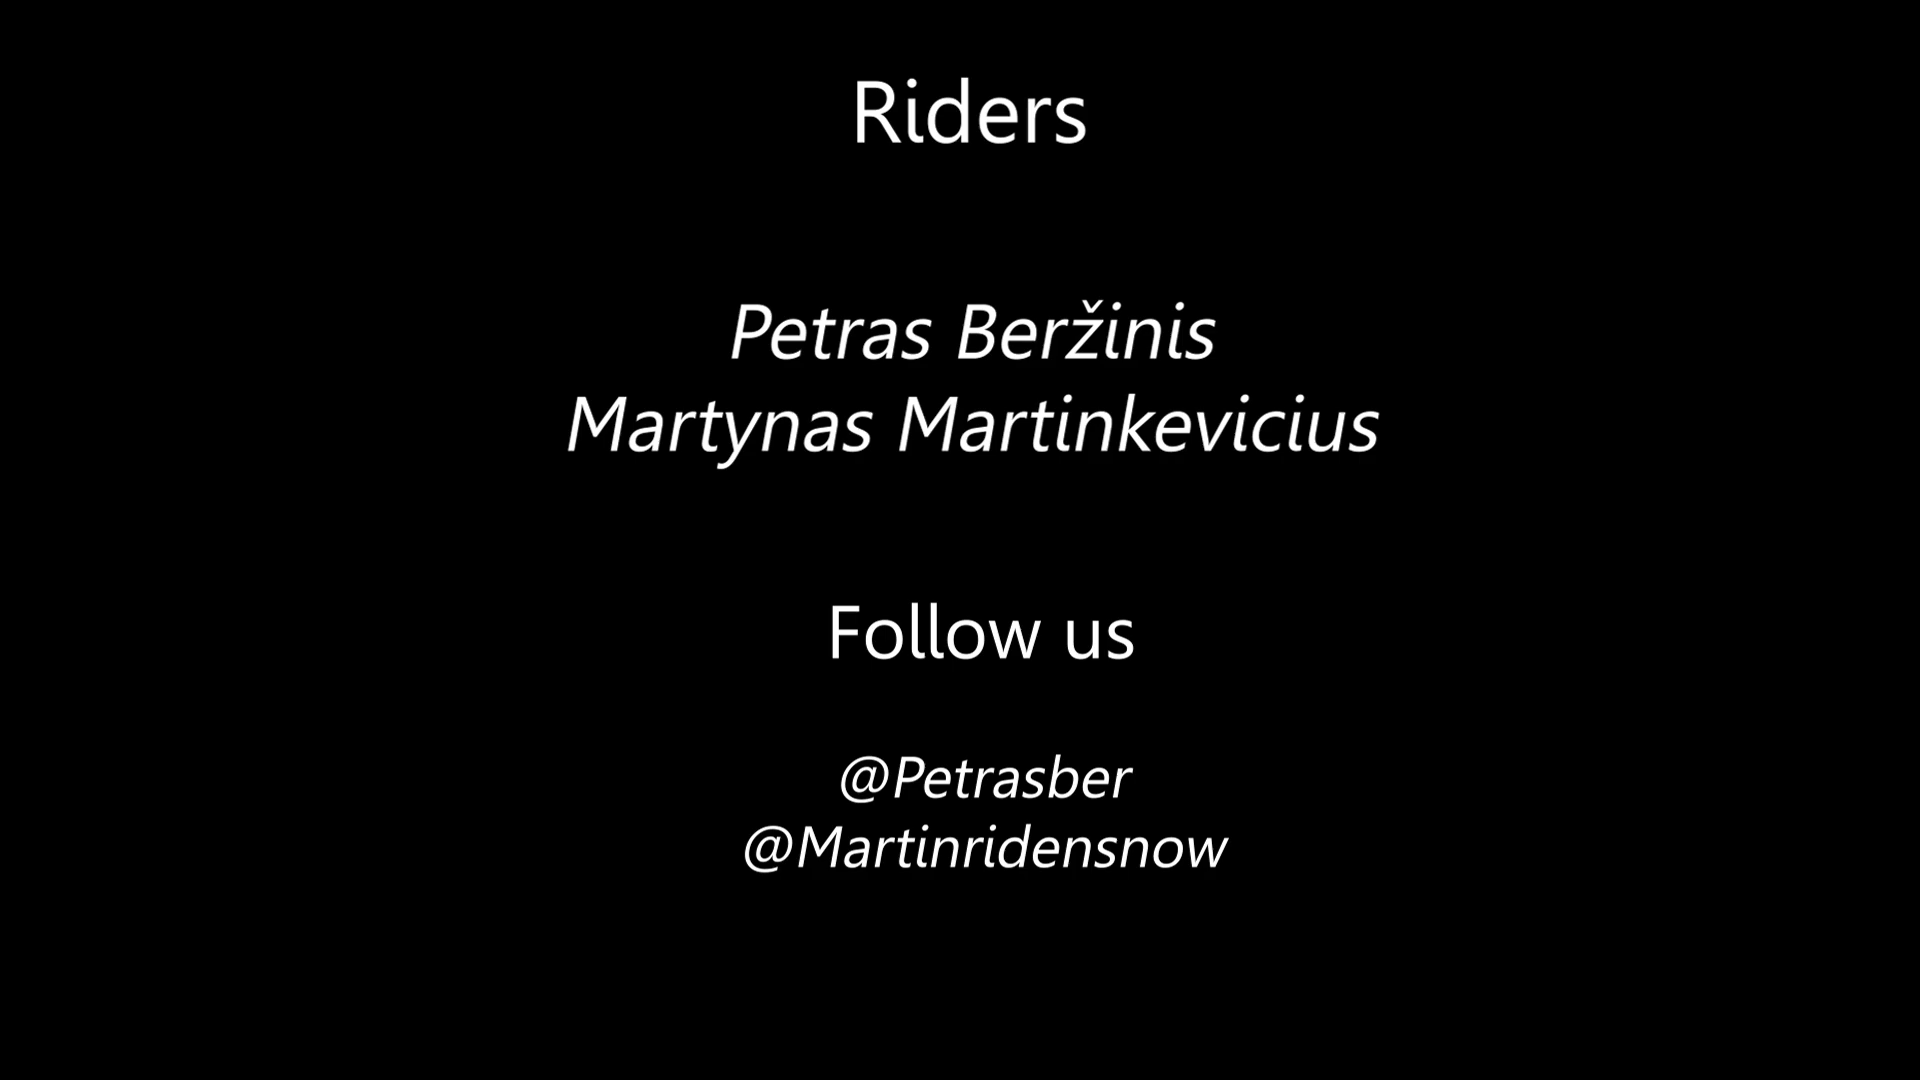 Riders
Petras Beržinis
Martynas Martinkevicius
Follow us
@Petrasber
@Martinridensnow